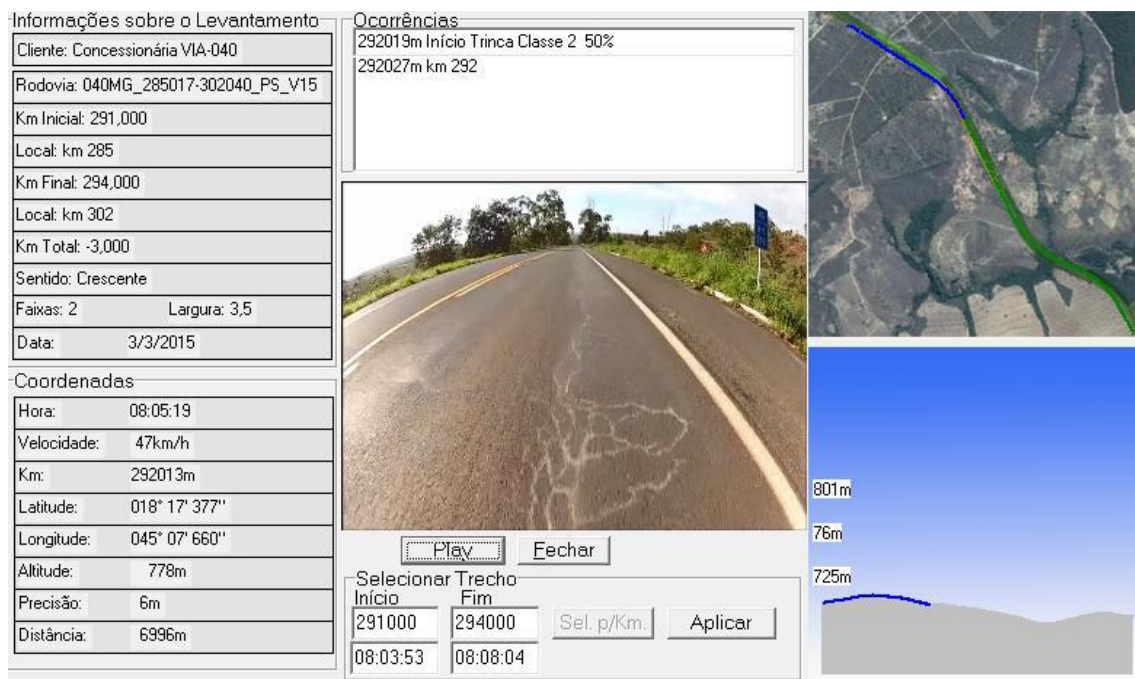 Informações sobre o Levantamento
Cliente: Concessionária VIA-040
Rodovia: 040MG_285017-302040_PS_V15
Km Inicial: 291,000
Local: km 285
Km Final: 294,000
Local: km 302
Km Total: -3,000
Sentido: Crescente
Faixas: 2 Largura: 3,5
Data: 3/3/2015
Coordenadas
Hora: 08:05:19
Velocidade: 47km/h
Km: 292013m
Latitude: 018° 17' 377''
Longitude: 045° 07' 660''
Altitude: 778m
Precisão: 6m
Distância: 6996m
Ocorrências
292019m Início Trinca Classe 2 50%
292027m km 292
Play Fechar
Selecionar Trecho
Início Fim
291000 294000 Sel. p/Km. Aplicar
08:03:53 08:08:04
801m
76m
725m